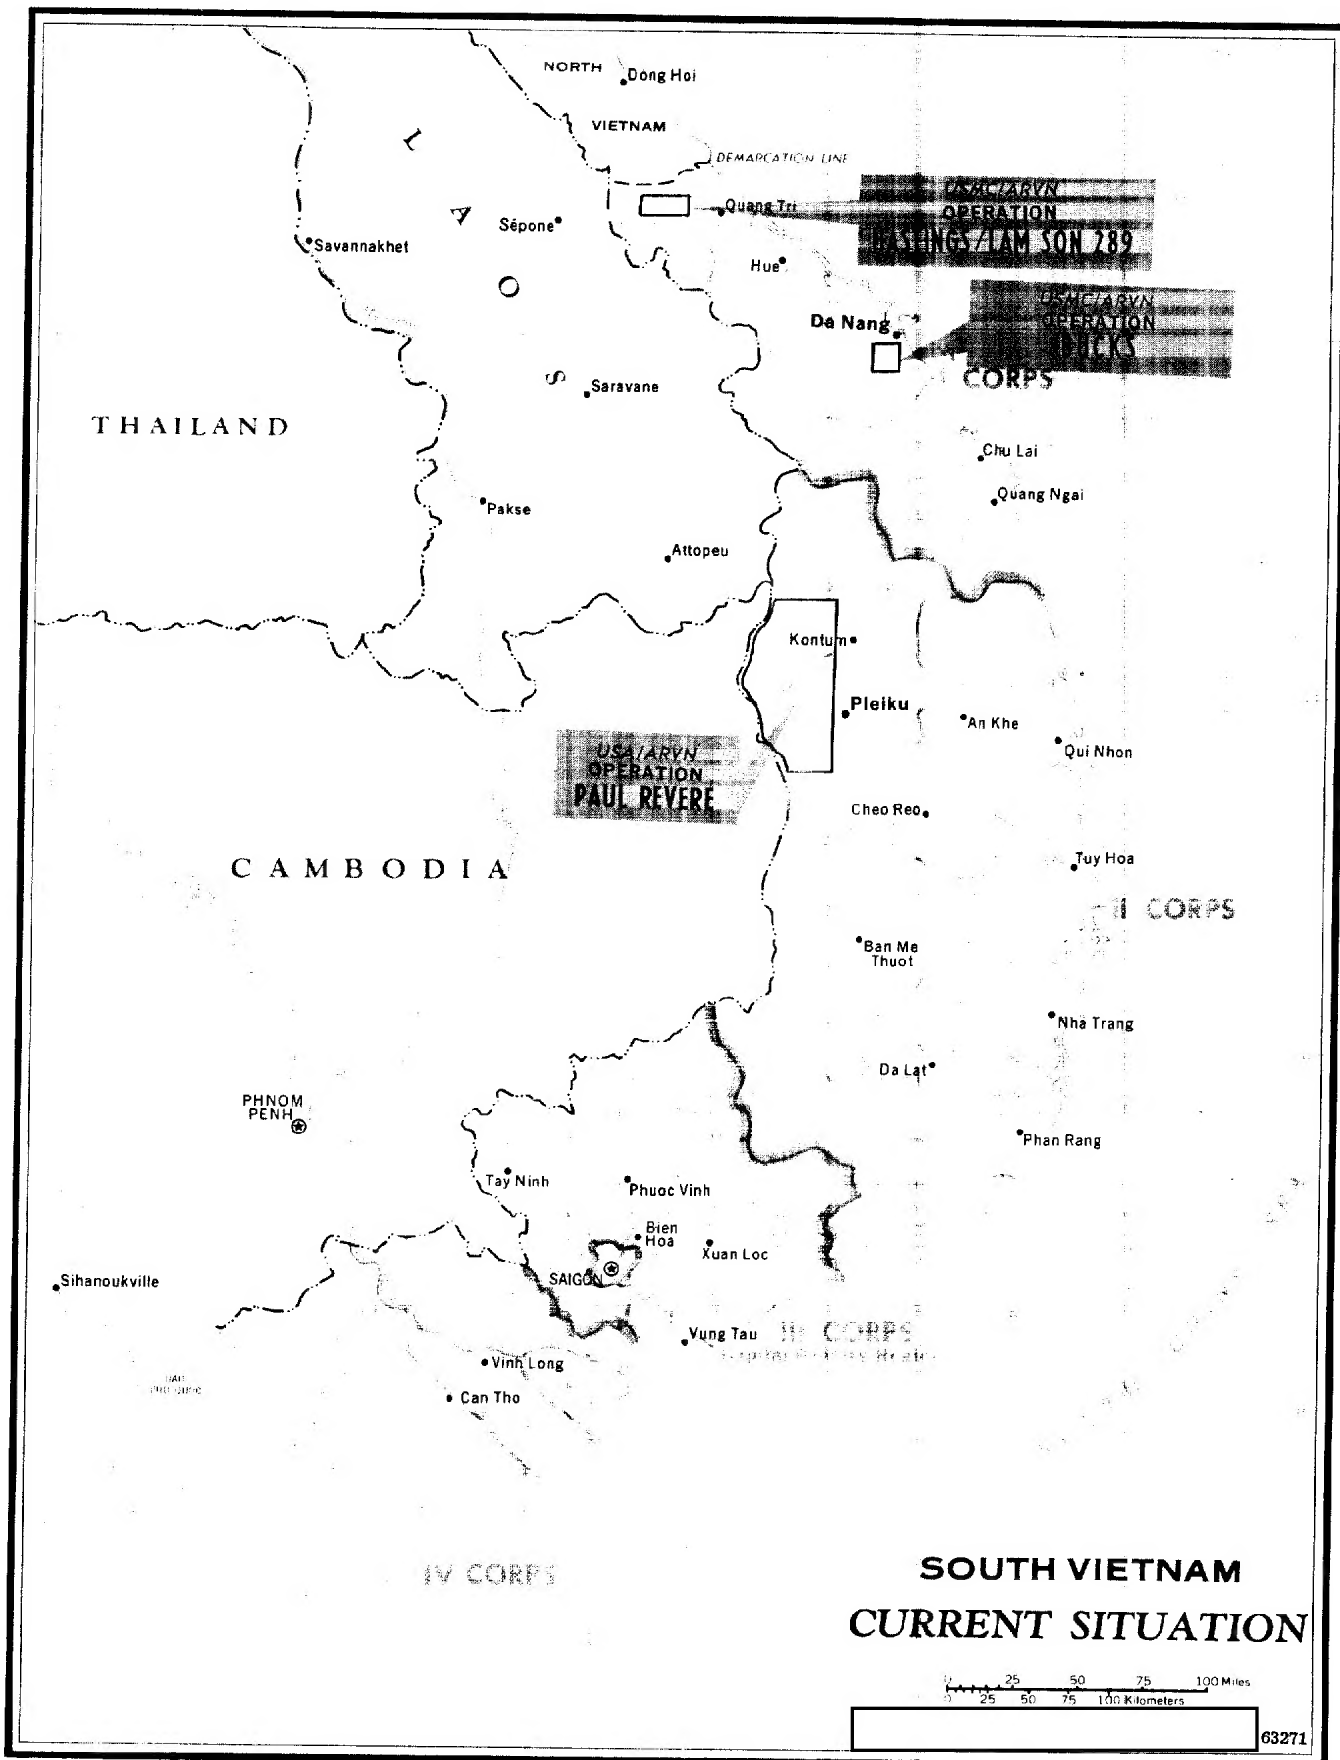 NORTH
Dong Hoi
VIETNAM
DEMARCATION LINE
L A O S
USMC/ARVN
OPERATION
HASTINGS/LAM SON 289
Quang Tri
Sépone
Savannakhet
Hue
USMC/ARVN
OPERATION
Da Nang
CORPS
Saravane
THAILAND
Chu Lai
Quang Ngai
Pakse
Attopeu
Kontum
Pleiku
An Khe
Qui Nhon
USA/ARVN
OPERATION
PAUL REVERE
Cheo Reo
Tuy Hoa
CAMBODIA
II CORPS
Ban Me
Thuot
Nha Trang
Da Lat
PHNOM
PENH
Phan Rang
Tay Ninh
Phuoc Vinh
Bien
Hoa
Xuan Loc
SAIGON
Sihanoukville
Vung Tau
III CORPS
Vinh Long
Can Tho
IV CORPS
SOUTH VIETNAM
CURRENT SITUATION
0 25 50 75 100 Miles
0 25 50 75 100 Kilometers
63271